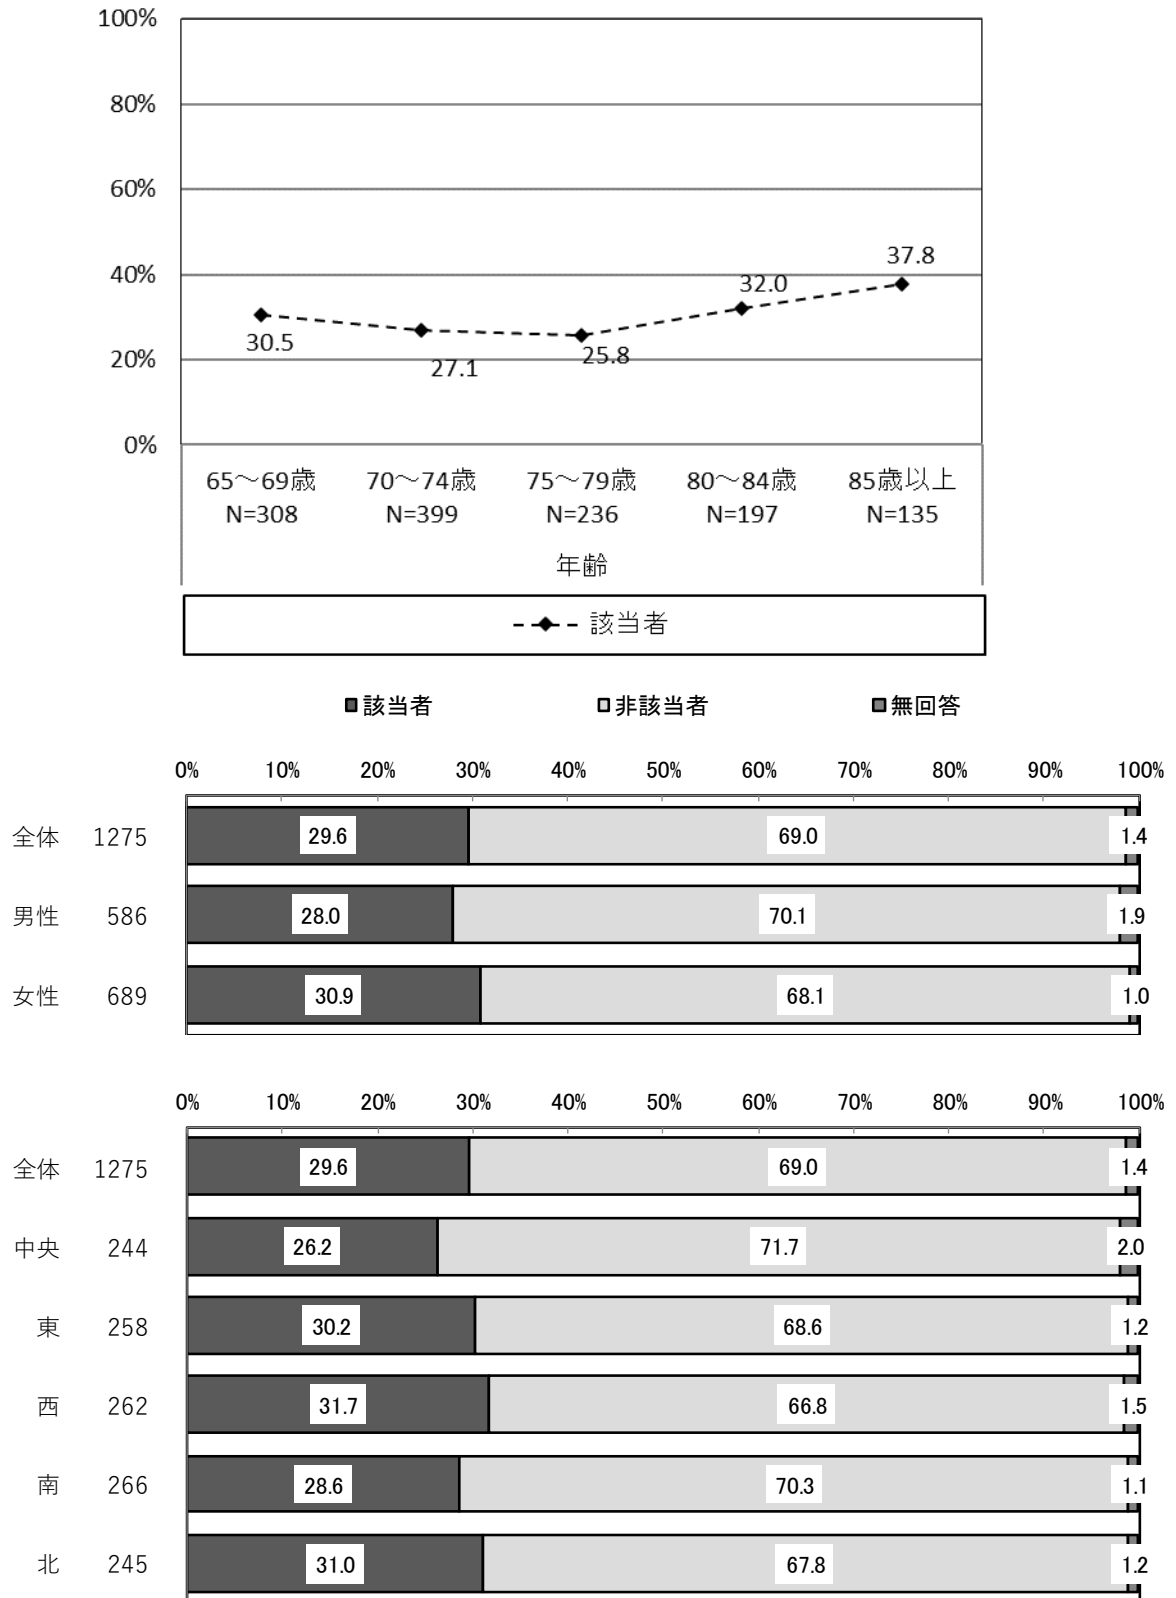 100%
80%
60%
40%
20%
0%
30.5
27.1
25.8
32.0
37.8
65～69歳 70～74歳 75～79歳 80～84歳 85歳以上
N=308 N=399 N=236 N=197 N=135
年齢
該当者
該当者 非該当者 無回答
0% 10% 20% 30% 40% 50% 60% 70% 80% 90% 100%
全体 1275 29.6 69.0 1.4
男性 586 28.0 70.1 1.9
女性 689 30.9 68.1 1.0
0% 10% 20% 30% 40% 50% 60% 70% 80% 90% 100%
全体 1275 29.6 69.0 1.4
中央 244 26.2 71.7 2.0
東 258 30.2 68.6 1.2
西 262 31.7 66.8 1.5
南 266 28.6 70.3 1.1
北 245 31.0 67.8 1.2